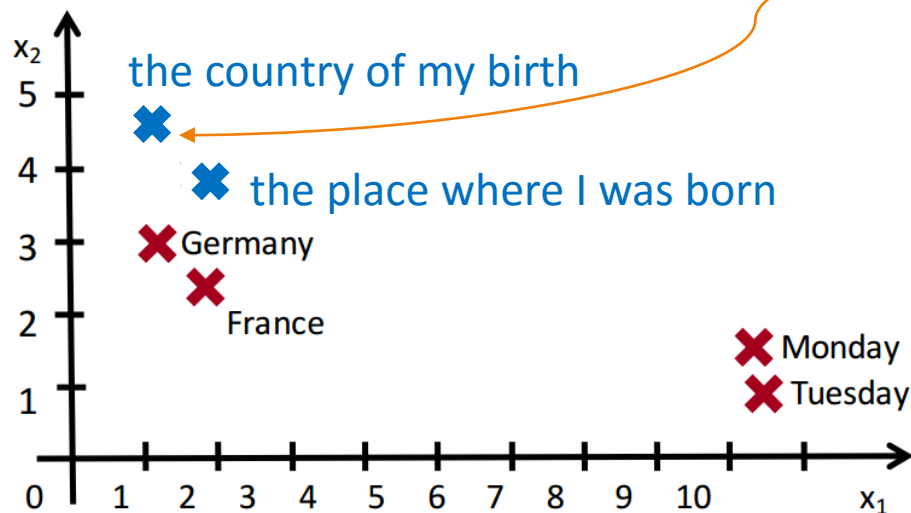 x₂
the country of my birth
5
4
the place where I was born
3
Germany
2
France
Monday
1
Tuesday
0 1 2 3 4 5 6 7 8 9 10 x₁